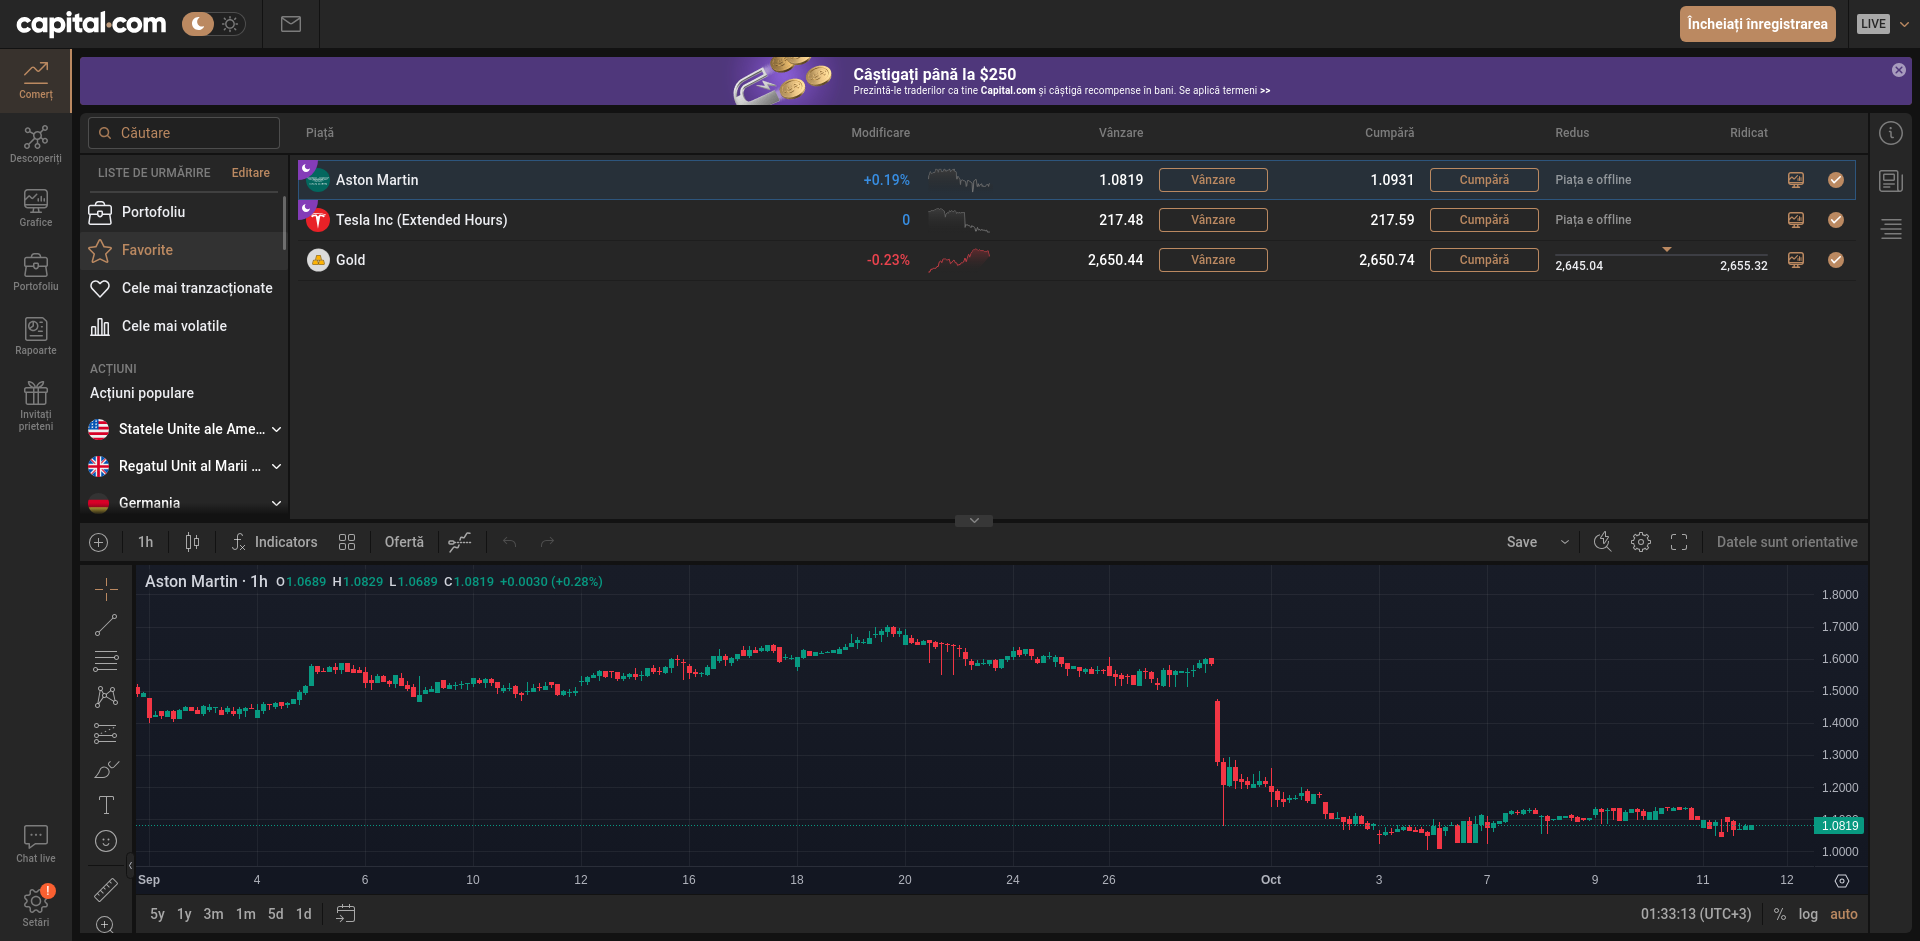 capital.com
Încheiați înregistrarea
LIVE
Câștigați până la $250
Prezintă-le traderilor ca tine Capital.com și câștigă recompense în bani. Se aplică termeni >>
Comerț
Descoperiți
Grafice
Portofoliu
Rapoarte
Invitați
prieteni
Chat live
Setări
Căutare
LISTE DE URMĂRIRE Editare
Portofoliu
Favorite
Cele mai tranzacționate
Cele mai volatile
ACȚIUNI
Acțiuni populare
Statele Unite ale Ame...
Regatul Unit al Marii ...
Germania
Piață Modificare Vânzare Cumpără Redus Ridicat
Aston Martin +0.19% 1.0819 Vânzare 1.0931 Cumpără Piața e offline
Tesla Inc (Extended Hours) 0 217.48 Vânzare 217.59 Cumpără Piața e offline
Gold -0.23% 2,650.44 Vânzare 2,650.74 Cumpără 2,645.04 2,655.32
1h Indicators Ofertă Save Datele sunt orientative
Aston Martin · 1h O1.0689 H1.0829 L1.0689 C1.0819 +0.0030 (+0.28%)
1.8000
1.7000
1.6000
1.5000
1.4000
1.3000
1.2000
1.0819
1.0000
Sep 4 6 10 12 16 18 20 24 26 Oct 3 7 9 11 12
5y 1y 3m 1m 5d 1d 01:33:13 (UTC+3) % log auto